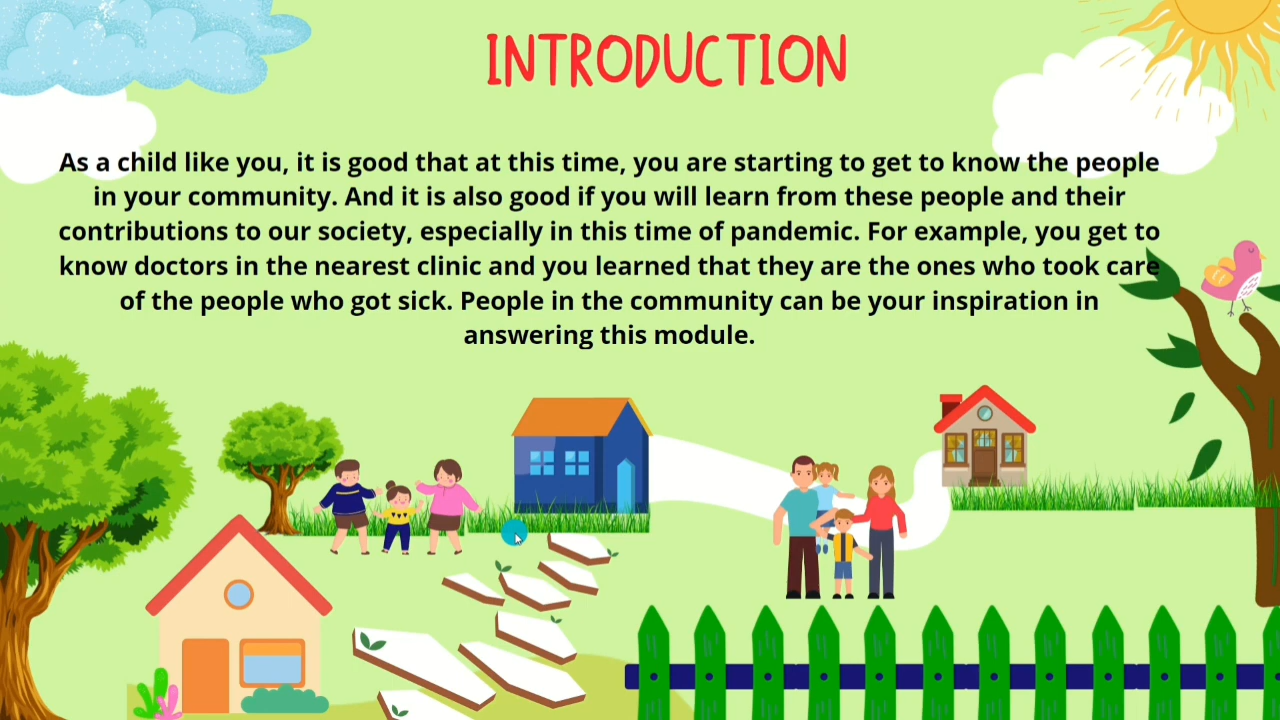 INTRODUCTION
As a child like you, it is good that at this time, you are starting to get to know the people
in your community. And it is also good if you will learn from these people and their
contributions to our society, especially in this time of pandemic. For example, you get to
know doctors in the nearest clinic and you learned that they are the ones who took care
of the people who got sick. People in the community can be your inspiration in
answering this module.